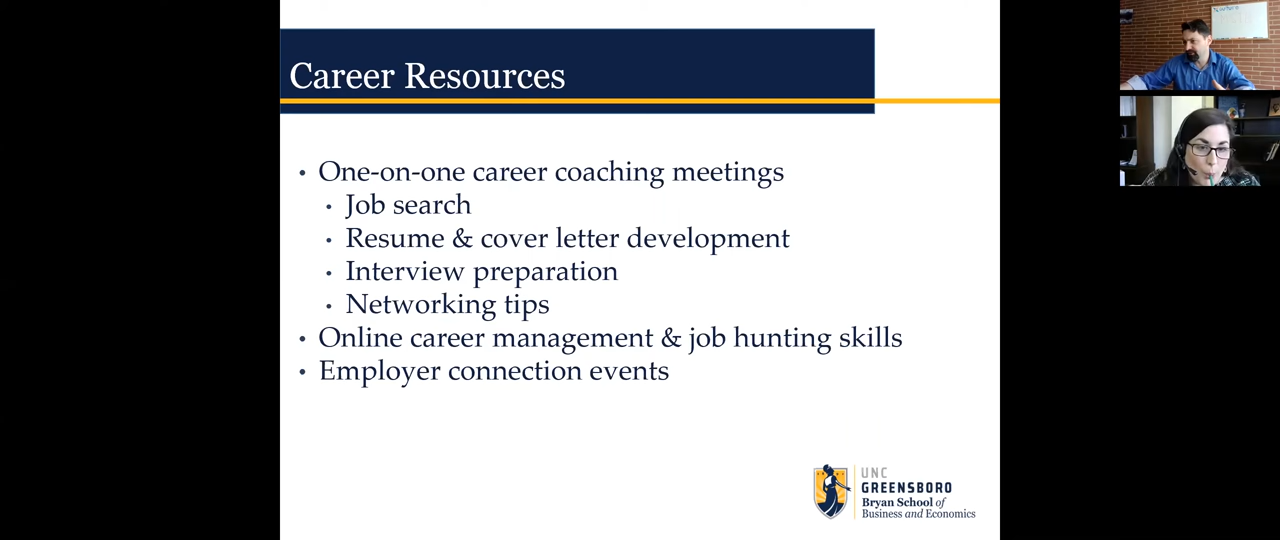 Career Resources
• One-on-one career coaching meetings
• Job search
• Resume & cover letter development
• Interview preparation
• Networking tips
• Online career management & job hunting skills
• Employer connection events
UNC
GREENSBORO
Bryan School of
Business and Economics